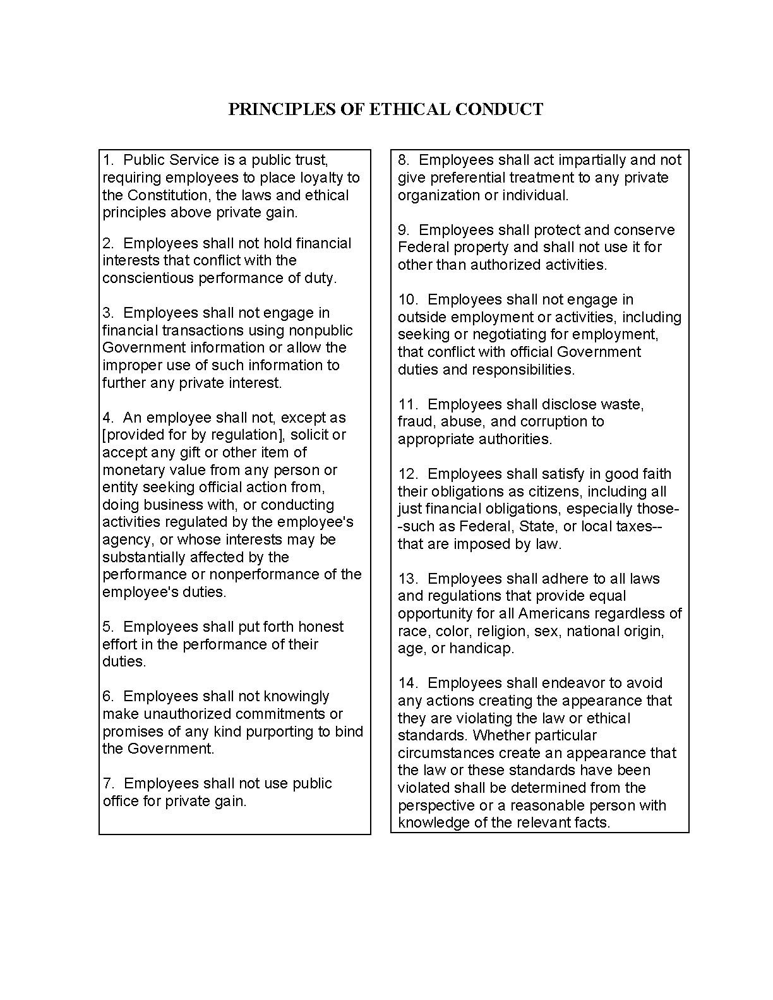 PRINCIPLES OF ETHICAL CONDUCT
1.  Public Service is a public trust,
requiring employees to place loyalty to
the Constitution, the laws and ethical
principles above private gain.
2.  Employees shall not hold financial
interests that conflict with the
conscientious performance of duty.
3.  Employees shall not engage in
financial transactions using nonpublic
Government information or allow the
improper use of such information to
further any private interest.
4.  An employee shall not, except as
[provided for by regulation], solicit or
accept any gift or other item of
monetary value from any person or
entity seeking official action from,
doing business with, or conducting
activities regulated by the employee's
agency, or whose interests may be
substantially affected by the
performance or nonperformance of the
employee's duties.
5.  Employees shall put forth honest
effort in the performance of their
duties.
6.  Employees shall not knowingly
make unauthorized commitments or
promises of any kind purporting to bind
the Government.
7.  Employees shall not use public
office for private gain.
8.  Employees shall act impartially and not
give preferential treatment to any private
organization or individual.
9.  Employees shall protect and conserve
Federal property and shall not use it for
other than authorized activities.
10.  Employees shall not engage in
outside employment or activities, including
seeking or negotiating for employment,
that conflict with official Government
duties and responsibilities.
11.  Employees shall disclose waste,
fraud, abuse, and corruption to
appropriate authorities.
12.  Employees shall satisfy in good faith
their obligations as citizens, including all
just financial obligations, especially those-
-such as Federal, State, or local taxes--
that are imposed by law.
13.  Employees shall adhere to all laws
and regulations that provide equal
opportunity for all Americans regardless of
race, color, religion, sex, national origin,
age, or handicap.
14.  Employees shall endeavor to avoid
any actions creating the appearance that
they are violating the law or ethical
standards. Whether particular
circumstances create an appearance that
the law or these standards have been
violated shall be determined from the
perspective or a reasonable person with
knowledge of the relevant facts.